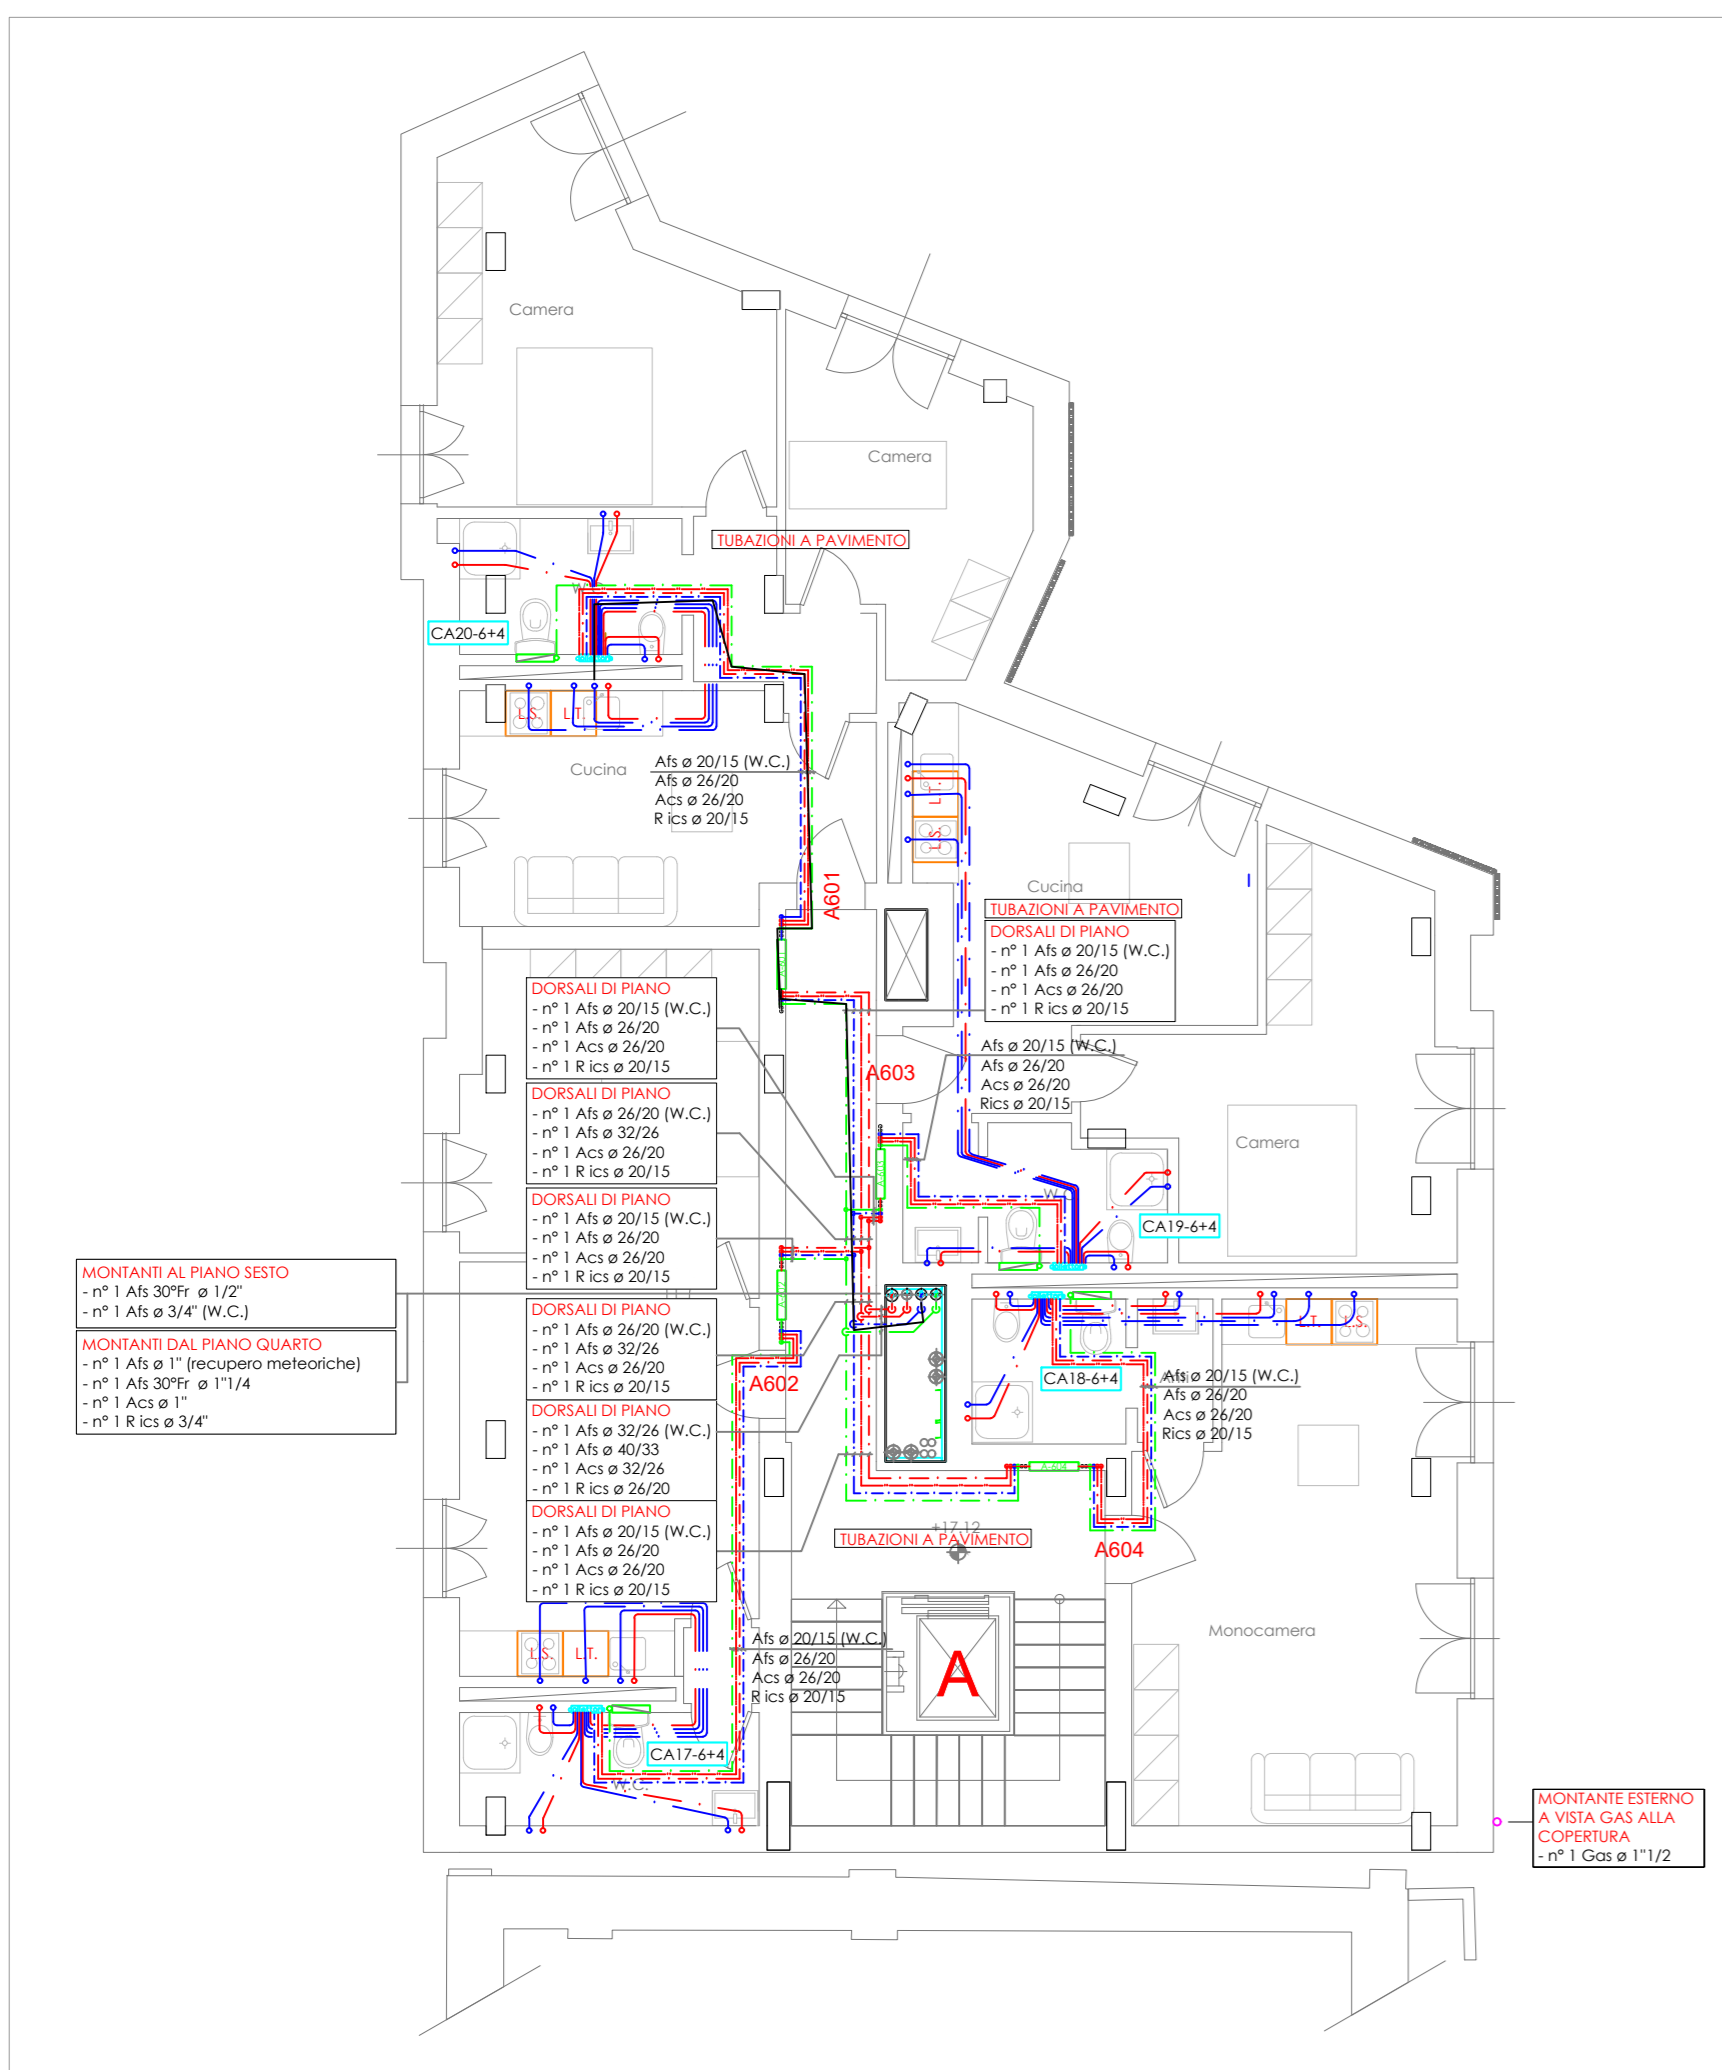 Camera
Camera
TUBAZIONI A PAVIMENTO
CA20-6+4
L.S.
L.T.
Cucina
Afs ø 20/15 (W.C.)
Afs ø 26/20
Acs ø 26/20
R ics ø 20/15
L.T.
L.S.
Cucina
A601
TUBAZIONI A PAVIMENTO
DORSALI DI PIANO
- n° 1 Afs ø 20/15 (W.C.)
- n° 1 Afs ø 26/20
- n° 1 Acs ø 26/20
- n° 1 R ics ø 20/15
DORSALI DI PIANO
- n° 1 Afs ø 20/15 (W.C.)
- n° 1 Afs ø 26/20
- n° 1 Acs ø 26/20
- n° 1 R ics ø 20/15
Afs ø 20/15 (W.C.)
Afs ø 26/20
Acs ø 26/20
Rics ø 20/15
A603
A-603
DORSALI DI PIANO
- n° 1 Afs ø 26/20 (W.C.)
- n° 1 Afs ø 32/26
- n° 1 Acs ø 26/20
- n° 1 R ics ø 20/15
Camera
DORSALI DI PIANO
- n° 1 Afs ø 20/15 (W.C.)
- n° 1 Afs ø 26/20
- n° 1 Acs ø 26/20
- n° 1 R ics ø 20/15
CA19-6+4
MONTANTI AL PIANO SESTO
- n° 1 Afs 30°Fr ø 1/2"
- n° 1 Afs ø 3/4" (W.C.)
MONTANTI DAL PIANO QUARTO
- n° 1 Afs ø 1" (recupero meteoriche)
- n° 1 Afs 30°Fr ø 1"1/4
- n° 1 Acs ø 1"
- n° 1 R ics ø 3/4"
DORSALI DI PIANO
- n° 1 Afs ø 26/20 (W.C.)
- n° 1 Afs ø 32/26
- n° 1 Acs ø 26/20
- n° 1 R ics ø 20/15
A-602
A602
L.T.
L.S.
CA18-6+4
Afs ø 20/15 (W.C.)
Afs ø 26/20
Acs ø 26/20
Rics ø 20/15
DORSALI DI PIANO
- n° 1 Afs ø 32/26 (W.C.)
- n° 1 Afs ø 40/33
- n° 1 Acs ø 32/26
- n° 1 R ics ø 26/20
A-604
DORSALI DI PIANO
- n° 1 Afs ø 20/15 (W.C.)
- n° 1 Afs ø 26/20
- n° 1 Acs ø 26/20
- n° 1 R ics ø 20/15
+17.12
TUBAZIONI A PAVIMENTO
A604
L.S.
L.T.
Afs ø 20/15 (W.C.)
Afs ø 26/20
Acs ø 26/20
R ics ø 20/15
A
Monocamera
CA17-6+4
W.C.
MONTANTE ESTERNO
A VISTA GAS ALLA
COPERTURA
- n° 1 Gas ø 1"1/2